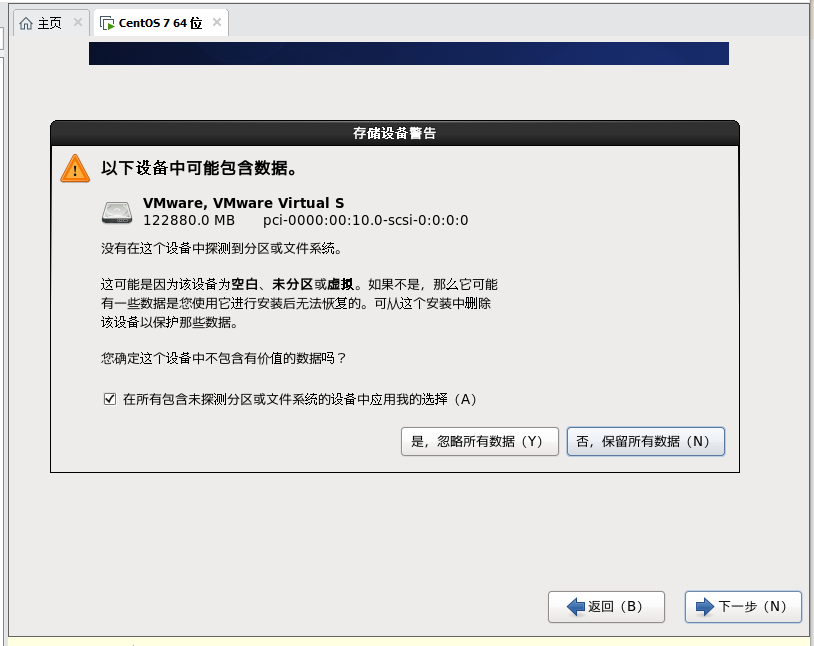 主页
CentOS 7 64 位
存储设备警告
以下设备中可能包含数据。
VMware, VMware Virtual S
122880.0 MB pci-0000:00:10.0-scsi-0:0:0:0
没有在这个设备中探测到分区或文件系统。
这可能是因为该设备为空白、未分区或虚拟。如果不是，那么它可能
有一些数据是您使用它进行安装后无法恢复的。可从这个安装中删除
该设备以保护那些数据。
您确定这个设备中不包含有价值的数据吗？
在所有包含未探测分区或文件系统的设备中应用我的选择（A）
是，忽略所有数据（Y） 否，保留所有数据（N）
返回（B） 下一步（N）